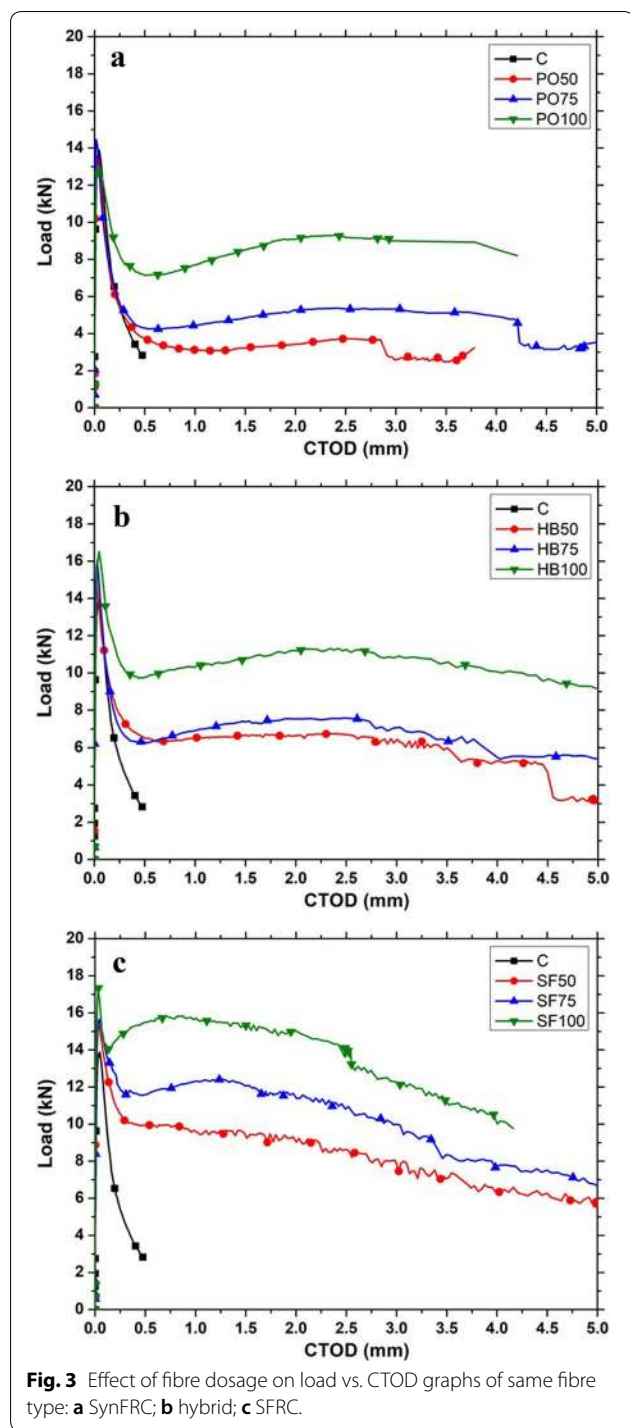 a
C
PO50
PO75
PO100
Load (kN)
20
18
16
14
12
10
8
6
4
2
0
0.0 0.5 1.0 1.5 2.0 2.5 3.0 3.5 4.0 4.5 5.0
CTOD (mm)
b
C
HB50
HB75
HB100
Load (kN)
20
18
16
14
12
10
8
6
4
2
0
0.0 0.5 1.0 1.5 2.0 2.5 3.0 3.5 4.0 4.5 5.0
CTOD (mm)
c
C
SF50
SF75
SF100
Load (kN)
20
18
16
14
12
10
8
6
4
2
0
0.0 0.5 1.0 1.5 2.0 2.5 3.0 3.5 4.0 4.5 5.0
CTOD (mm)
Fig. 3 Effect of fibre dosage on load vs. CTOD graphs of same fibre
type: a SynFRC; b hybrid; c SFRC.